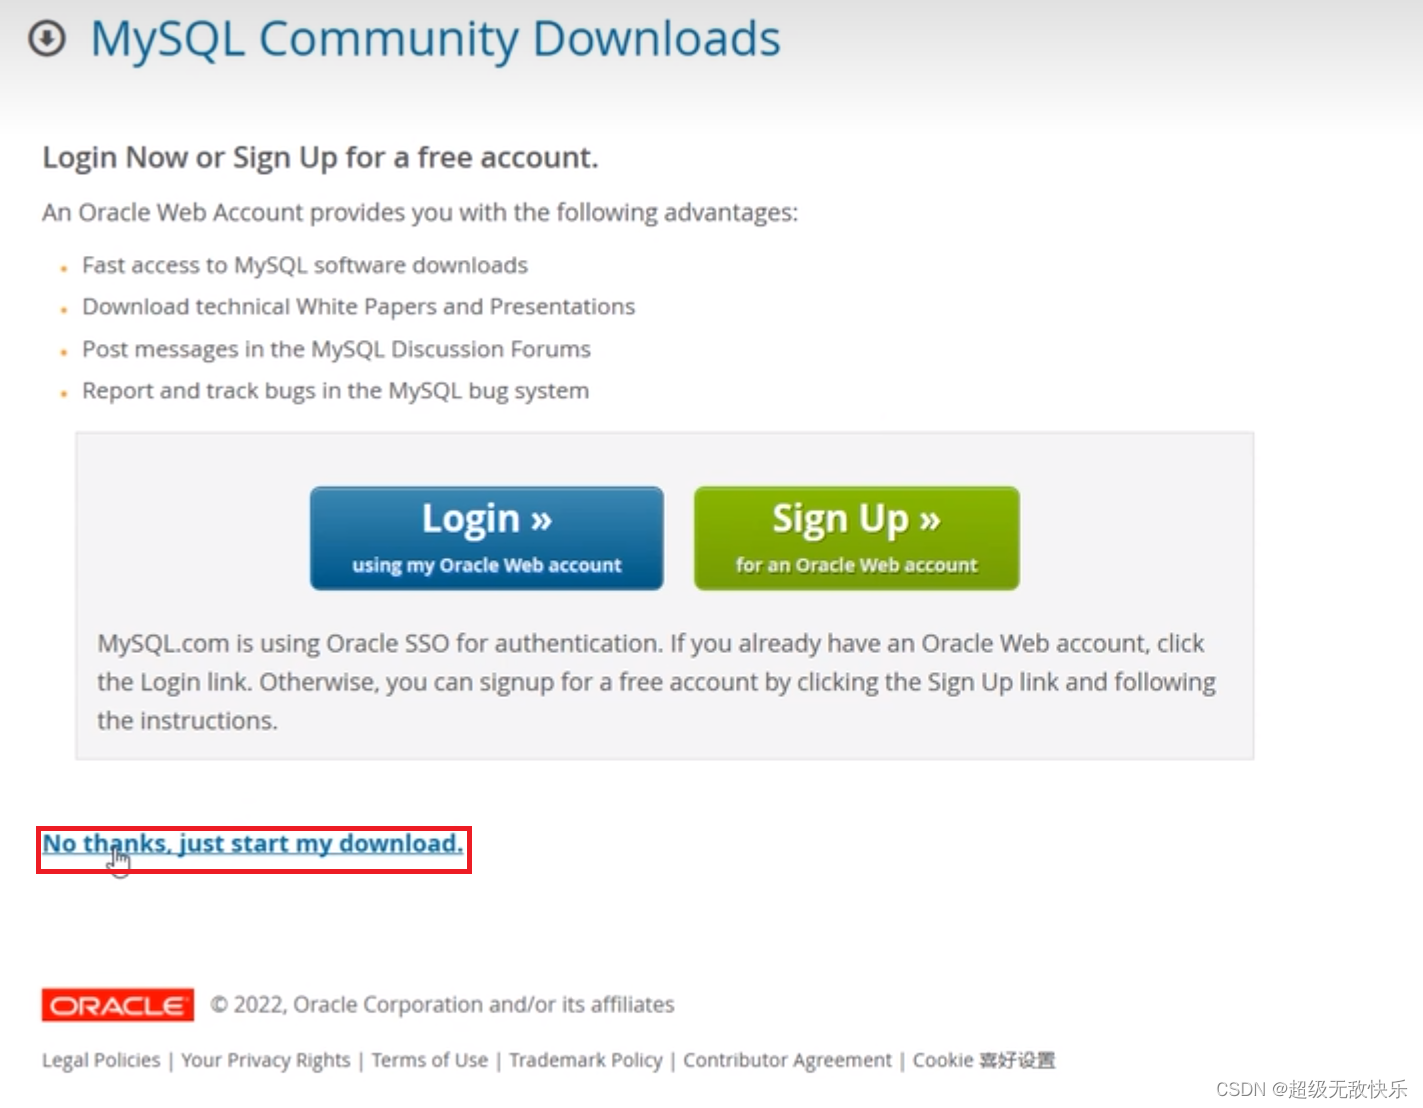 MySQL Community Downloads
Login Now or Sign Up for a free account.
An Oracle Web Account provides you with the following advantages:
Fast access to MySQL software downloads
Download technical White Papers and Presentations
Post messages in the MySQL Discussion Forums
Report and track bugs in the MySQL bug system
Login »
using my Oracle Web account
Sign Up »
for an Oracle Web account
MySQL.com is using Oracle SSO for authentication. If you already have an Oracle Web account, click
the Login link. Otherwise, you can signup for a free account by clicking the Sign Up link and following
the instructions.
No thanks, just start my download.
ORACLE © 2022, Oracle Corporation and/or its affiliates
Legal Policies | Your Privacy Rights | Terms of Use | Trademark Policy | Contributor Agreement | Cookie 喜好设置
CSDN @超级无敌快乐